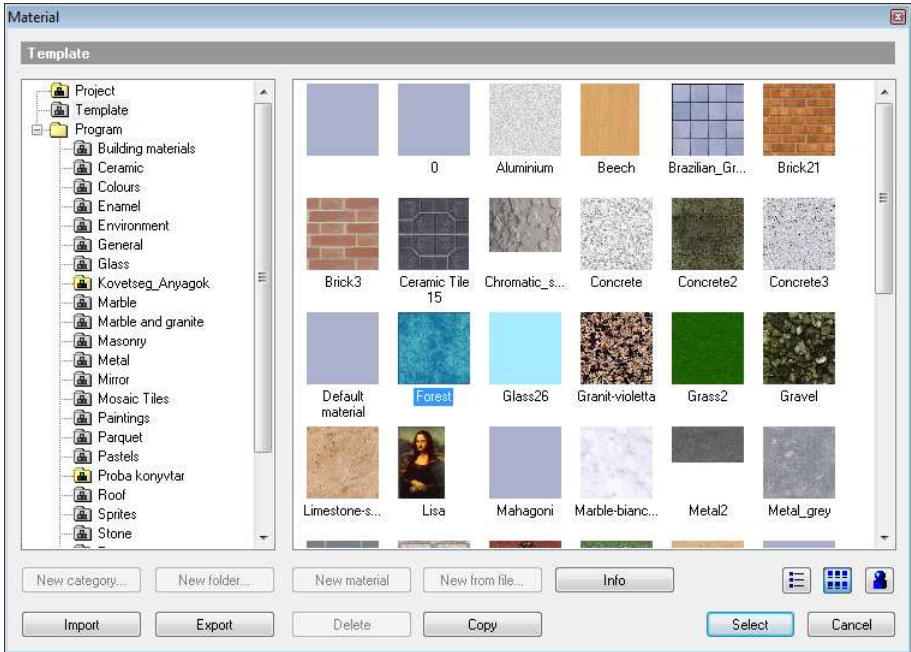 Material
Template
Project
Template
Program
Building materials
Ceramic
Colours
Enamel
Environment
General
Glass
Kovetseg_Anyagok
Marble
Marble and granite
Masonry
Metal
Mirror
Mosaic Tiles
Paintings
Parquet
Pastels
Proba konyvtar
Roof
Sprites
Stone
0
Aluminium
Beech
Brazilian_Gr...
Brick21
Brick3
Ceramic Tile
15
Chromatic_s...
Concrete
Concrete2
Concrete3
Default
material
Forest
Glass26
Granit-violetta
Grass2
Gravel
Limestone-s...
Lisa
Mahagoni
Marble-bianc...
Metal2
Metal_grey
New category...
New folder...
New material
New from file...
Info
Import
Export
Delete
Copy
Select
Cancel